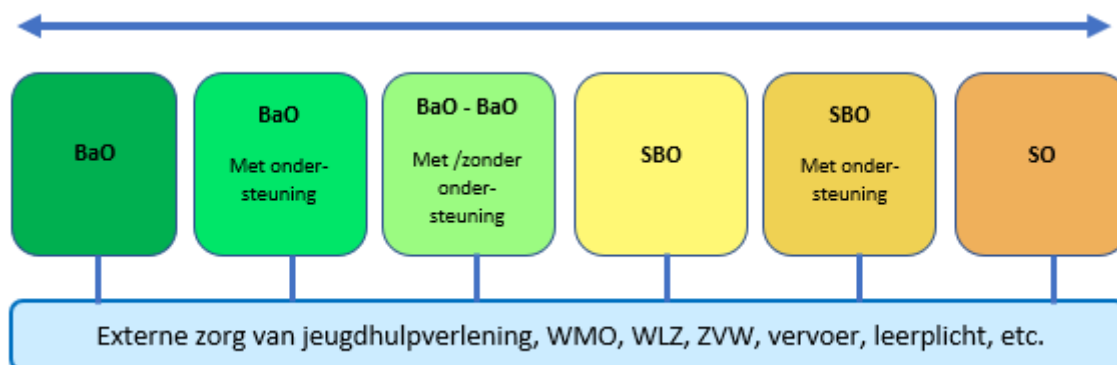 BaO
BaO
Met onder-
steuning
BaO - BaO
Met /zonder
onder-
steuning
SBO
SBO
Met onder-
steuning
SO
Externe zorg van jeugdhulpverlening, WMO, WLZ, ZVW, vervoer, leerplicht, etc.